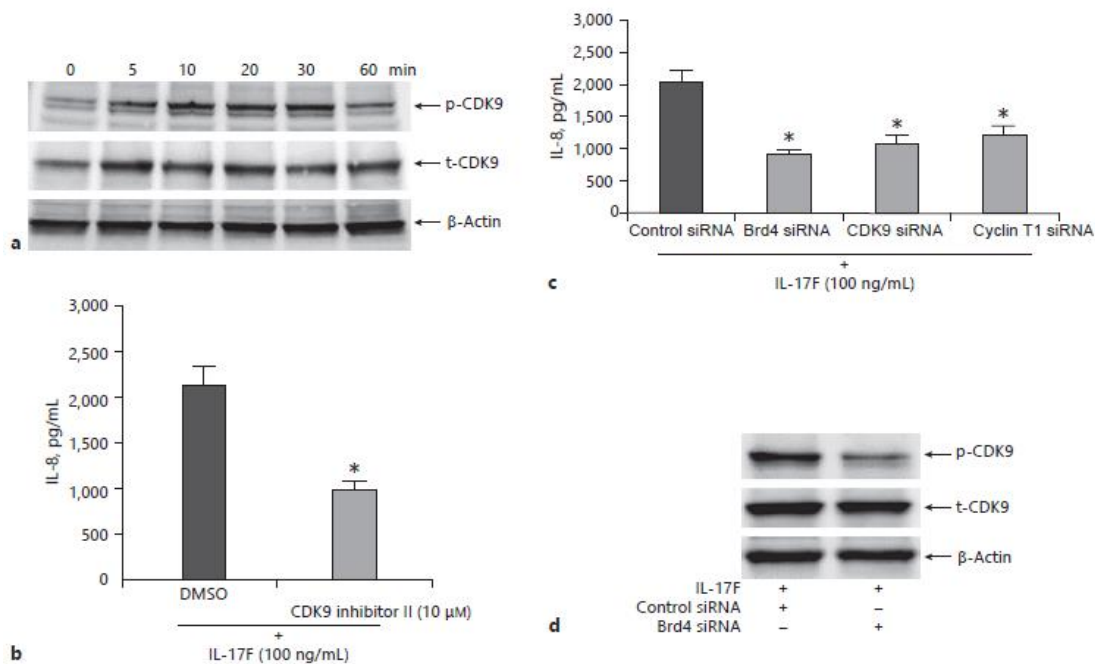 0 5 10 20 30 60 min
p-CDK9
t-CDK9
β-Actin
a
3,000
2,500
2,000
1,500
1,000
500
0
IL-8, pg/mL
*
*
*
Control siRNA Brd4 siRNA CDK9 siRNA Cyclin T1 siRNA
+
IL-17F (100 ng/mL)
c
3,000
2,500
2,000
1,500
1,000
500
0
IL-8, pg/mL
*
DMSO
CDK9 inhibitor II (10 µM)
+
IL-17F (100 ng/mL)
b
p-CDK9
t-CDK9
β-Actin
IL-17F + +
Control siRNA + –
Brd4 siRNA – +
d